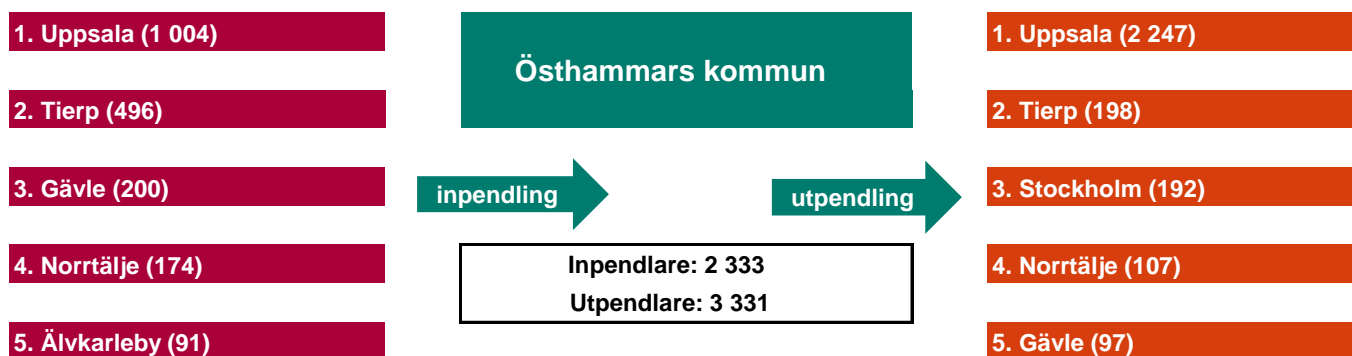 1. Uppsala (1 004)
2. Tierp (496)
3. Gävle (200)
4. Norrtälje (174)
5. Älvkarleby (91)
Östhammars kommun
inpendling
utpendling
Inpendlare: 2 333
Utpendlare: 3 331
1. Uppsala (2 247)
2. Tierp (198)
3. Stockholm (192)
4. Norrtälje (107)
5. Gävle (97)